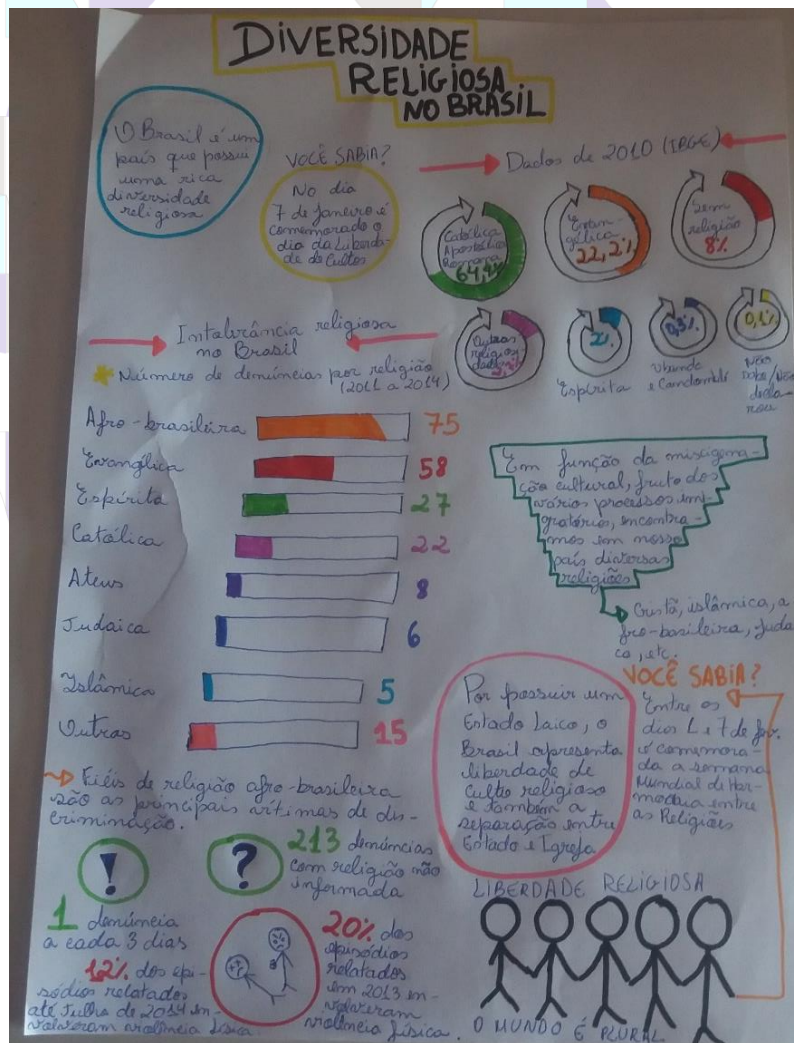 DIVERSIDADE
RELIGIOSA
NO BRASIL
O Brasil é um
país que possui
uma rica
diversidade
religiosa
VOCÊ SABIA?
No dia
7 de Janeiro é
comemorado o
dia da Liberda-
de de Cultos
Dados de 2010 (IBGE)
Católica
Apostólica
Romana
64,4%
Evan-
gélica
22,2%
Sem
religião
8%
Outras
religiosi-
dades
2%
Espírita
0,3%
Ubanda
e Candomblé
0,1%
Não
sabe/Não
decla-
rou
Intolerância religiosa
no Brasil
Número de denúncias por religião
(2011 a 2014)
Afro-brasileira 75
Evangélica 58
Espírita 27
Católica 22
Ateus 8
Judaica 6
Islâmica 5
Outros 15
Em função da miscigena-
ção cultural, fruto dos
vários processos imi-
gratórios, encontra-
mos em nosso
país diversas
religiões
Cristã, islâmica, a
fro-basileira, juda
ca, etc.
Fiéis de religião afro-brasileira
são as principais vítimas de dis-
criminação.
!
?
213 denúncias
com religião não
informada
1 denúncia
a cada 3 dias
12% dos epi-
sódios relatados
até Julho de 2014 en-
volveram violência física.
20% dos
episódios
relatados
em 2013 en-
volveram
violência física.
Por possuir um
Estado Laico, o
Brasil apresenta
liberdade de
Culto religioso
e também a
separação entre
Estado e Igreja
VOCÊ SABIA?
Entre os
dias 1 e 7 de fev.
é comemora-
da a semana
Mundial de Har-
monia entre
as Religiões
LIBERDADE RELIGIOSA
O MUNDO É PLURAL